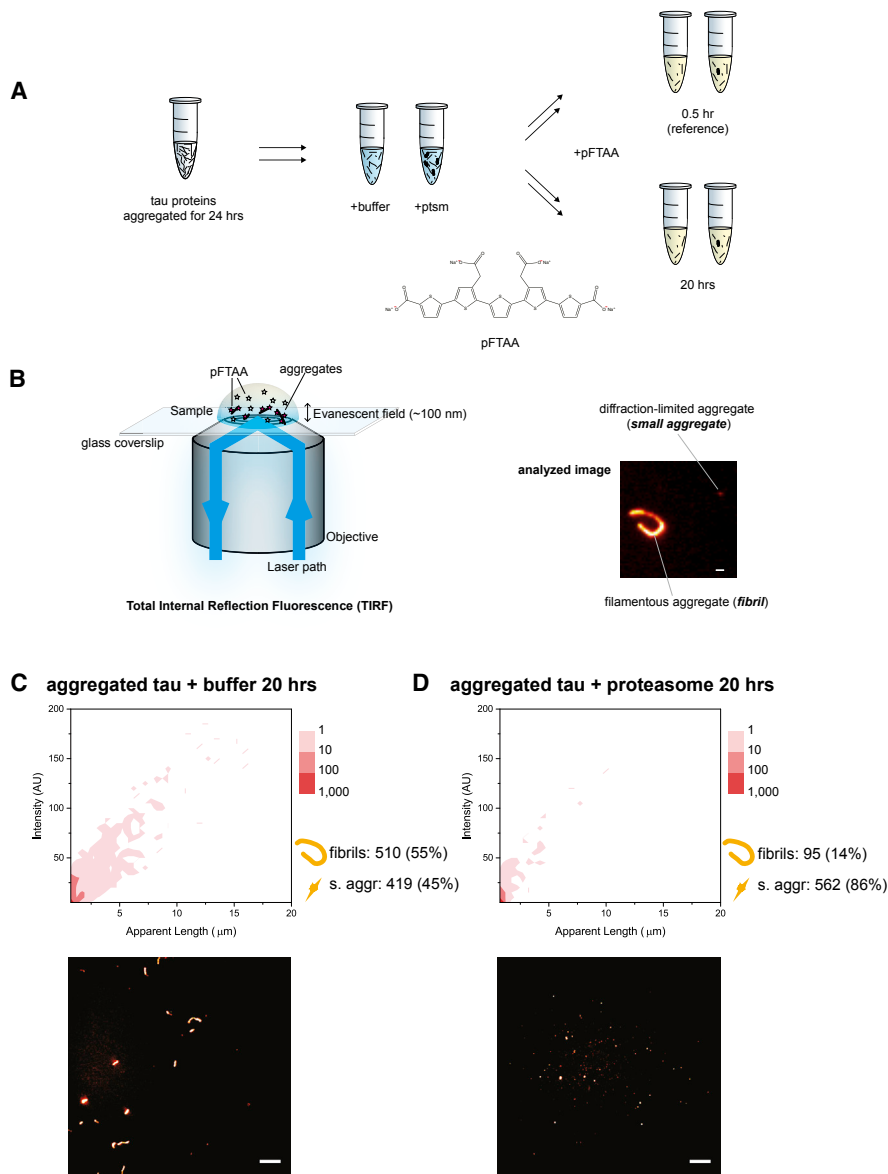 A
tau proteins
aggregated for 24 hrs
+buffer
+ptsm
+pFTAA
0.5 hr
(reference)
20 hrs
Na⁺
O⁻
O
O
O⁻
Na⁺
Na⁺
O⁻
O
S
S
S
S
S
O
O⁻
Na⁺
pFTAA
B
pFTAA
aggregates
Sample
Evanescent field (~100 nm)
glass coverslip
Objective
Laser path
Total Internal Reflection Fluorescence (TIRF)
diffraction-limited aggregate
(small aggregate)
analyzed image
filamentous aggregate (fibril)
C
aggregated tau + buffer 20 hrs
200
150
100
50
Intensity (AU)
5
10
15
20
Apparent Length (μm)
1
10
100
1,000
fibrils: 510 (55%)
s. aggr: 419 (45%)
D
aggregated tau + proteasome 20 hrs
200
150
100
50
Intensity (AU)
5
10
15
20
Apparent Length (μm)
1
10
100
1,000
fibrils: 95 (14%)
s. aggr: 562 (86%)